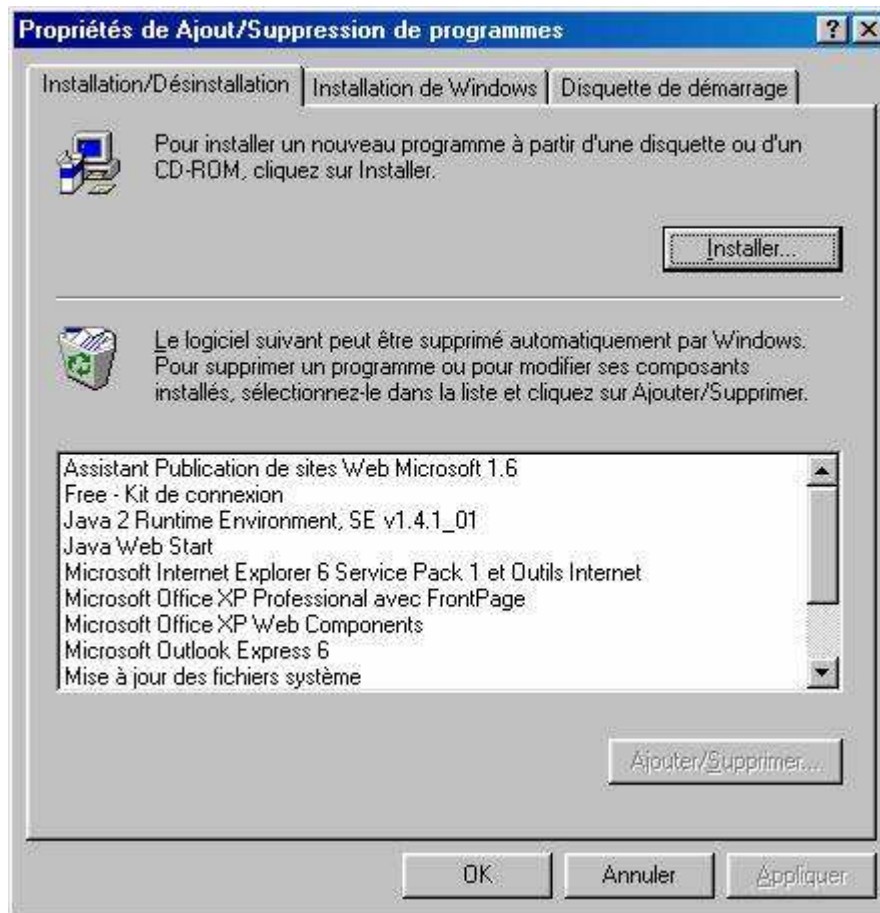 Propriétés de Ajout/Suppression de programmes
Installation/Désinstallation
Installation de Windows
Disquette de démarrage
Pour installer un nouveau programme à partir d'une disquette ou d'un
CD-ROM, cliquez sur Installer.
Installer...
Le logiciel suivant peut être supprimé automatiquement par Windows.
Pour supprimer un programme ou pour modifier ses composants
installés, sélectionnez-le dans la liste et cliquez sur Ajouter/Supprimer.
Assistant Publication de sites Web Microsoft 1.6
Free - Kit de connexion
Java 2 Runtime Environment, SE v1.4.1_01
Java Web Start
Microsoft Internet Explorer 6 Service Pack 1 et Outils Internet
Microsoft Office XP Professional avec FrontPage
Microsoft Office XP Web Components
Microsoft Outlook Express 6
Mise à jour des fichiers système
Ajouter/Supprimer...
OK
Annuler
Appliquer